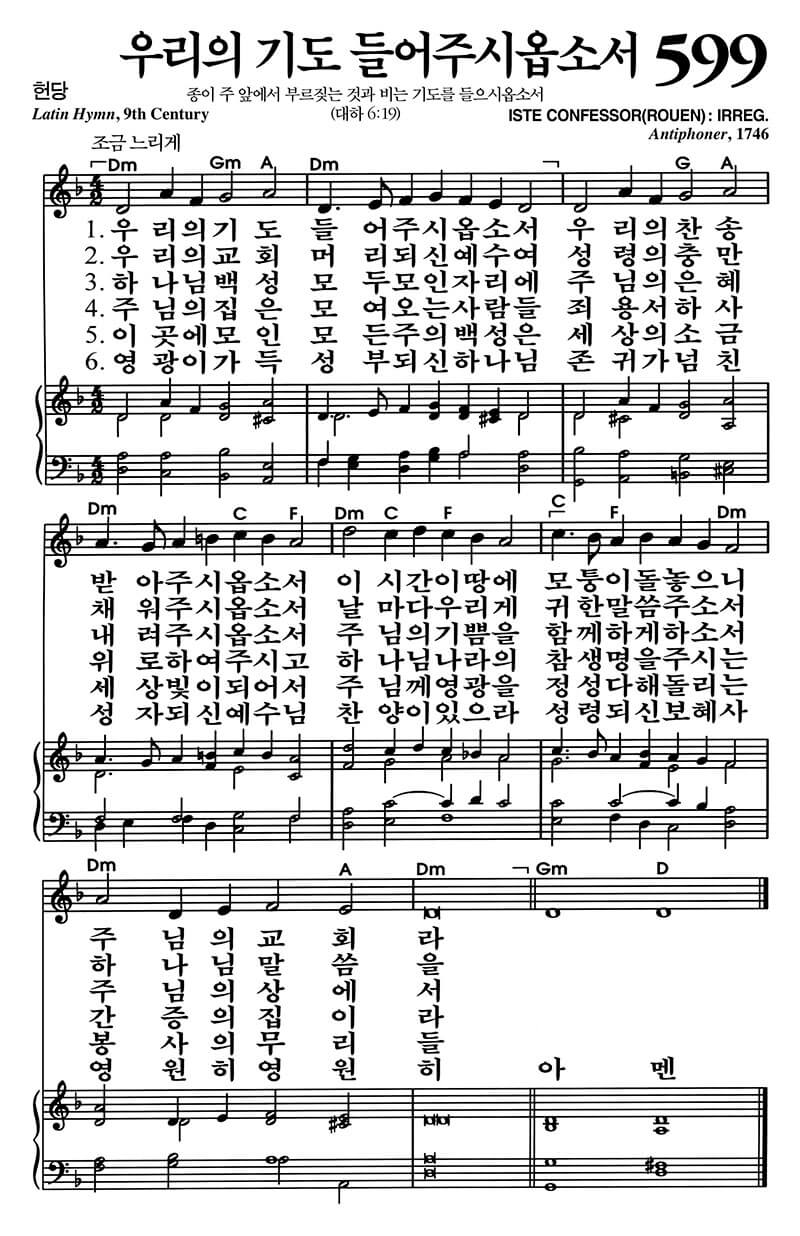 우리의 기도 들어주시옵소서 599
헌당 종이 주 앞에서 부르짖는 것과 비는 기도를 들으시옵소서
Latin Hymn, 9th Century (대하 6:19) ISTE CONFESSOR(ROUEN): IRREG.
Antiphoner, 1746
조금 느리게
Dm Gm A Dm G A
1. 우 리의기 도 들 어주시옵소서 우 리의찬 송
2. 우 리의교 회 머 리되신예수여 성 령의충 만
3. 하 나님백 성 모 두모인자리에 주 님의은 혜
4. 주 님의집 은 모 여오는사람들 죄 용서하 사
5. 이 곳에모 인 모 든주의백성은 세 상의소 금
6. 영 광이가 득 성 부되신하나님 존 귀가넘 친
Dm C F Dm C F C F Dm
받 아주시옵소서 이 시간이땅에 모퉁이돌놓으니
채 워주시옵소서 날 마다우리게 귀한말씀주소서
내 려주시옵소서 주 님의기쁨을 함께하게하소서
위 로하여주시고 하 나님나라의 참생명을주시는
세 상빛이되어서 주 님께영광을 정성다해돌리는
성 자되신예수님 찬 양이있으라 성령되신보혜사
Dm A Dm Gm D
주 님의교 회 라
하 나님말 씀 을
주 님의상 에 서
간 증의집 이 라
봉 사의무 리 들
영 원히영 원 히 아 멘